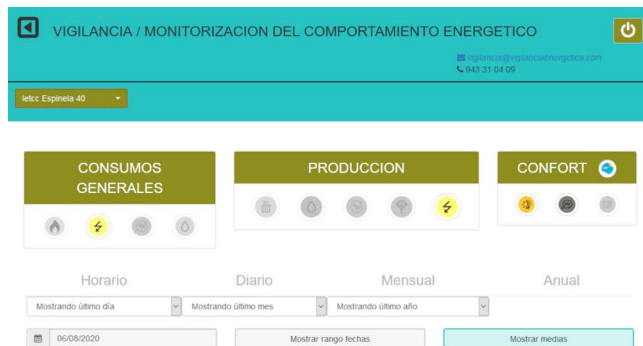 VIGILANCIA / MONITORIZACION DEL COMPORTAMIENTO ENERGETICO
vigilancia@vigilanciaenergetica.com
943 31 04 09
Ietcc Espinela 40
CONSUMOS
GENERALES
PRODUCCION
CONFORT
Horario
Diario
Mensual
Anual
Mostrando último día
Mostrando último mes
Mostrando último año
06/08/2020
Mostrar rango fechas
Mostrar medias